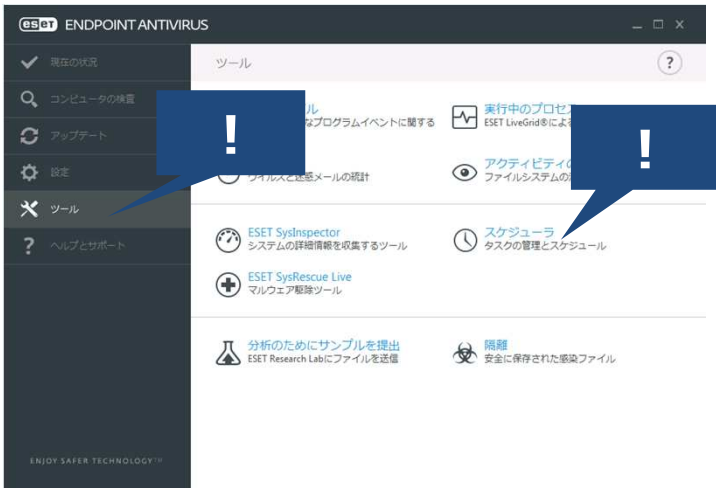 eset ENDPOINT ANTIVIRUS
現在の状況
コンピュータの検査
アップデート
設定
ツール
ヘルプとサポート
ENJOY SAFER TECHNOLOGY™
ツール
?
ル
なプログラムイベントに関する
実行中のプロセス
ESET LiveGrid®による
!
!
ウイルスと迷惑メールの統計
アクティビティの
ファイルシステムの
ESET SysInspector
システムの詳細情報を収集するツール
スケジューラ
タスクの管理とスケジュール
ESET SysRescue Live
マルウェア駆除ツール
分析のためにサンプルを提出
ESET Research Labにファイルを送信
隔離
安全に保存された感染ファイル